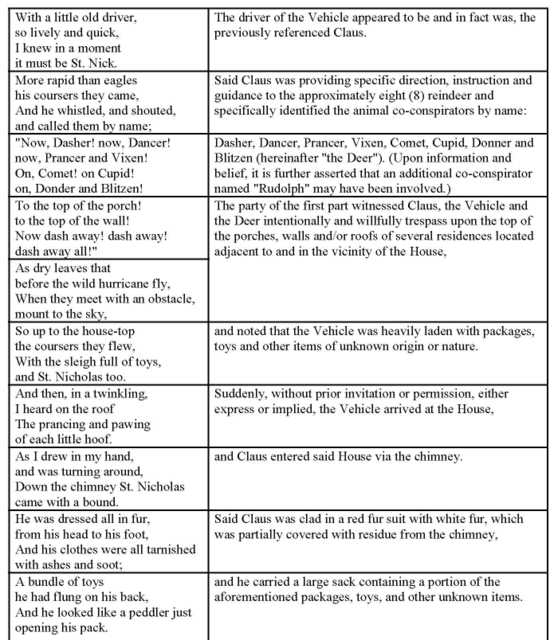 With a little old driver,
so lively and quick,
I knew in a moment
it must be St. Nick.
The driver of the Vehicle appeared to be and in fact was, the
previously referenced Claus.
More rapid than eagles
his coursers they came,
And he whistled, and shouted,
and called them by name;
Said Claus was providing specific direction, instruction and
guidance to the approximately eight (8) reindeer and
specifically identified the animal co-conspirators by name:
"Now, Dasher! now, Dancer!
now, Prancer and Vixen!
On, Comet! on Cupid!
on, Donder and Blitzen!
Dasher, Dancer, Prancer, Vixen, Comet, Cupid, Donner and
Blitzen (hereinafter "the Deer"). (Upon information and
belief, it is further asserted that an additional co-conspirator
named "Rudolph" may have been involved.)
To the top of the porch!
to the top of the wall!
Now dash away! dash away!
dash away all!"
The party of the first part witnessed Claus, the Vehicle and
the Deer intentionally and willfully trespass upon the top of
the porches, walls and/or roofs of several residences located
adjacent to and in the vicinity of the House,
As dry leaves that
before the wild hurricane fly,
When they meet with an obstacle,
mount to the sky,
So up to the house-top
the coursers they flew,
With the sleigh full of toys,
and St. Nicholas too.
and noted that the Vehicle was heavily laden with packages,
toys and other items of unknown origin or nature.
And then, in a twinkling,
I heard on the roof
The prancing and pawing
of each little hoof.
Suddenly, without prior invitation or permission, either
express or implied, the Vehicle arrived at the House,
As I drew in my hand,
and was turning around,
Down the chimney St. Nicholas
came with a bound.
and Claus entered said House via the chimney.
He was dressed all in fur,
from his head to his foot,
And his clothes were all tarnished
with ashes and soot;
Said Claus was clad in a red fur suit with white fur, which
was partially covered with residue from the chimney,
A bundle of toys
he had flung on his back,
And he looked like a peddler just
opening his pack.
and he carried a large sack containing a portion of the
aforementioned packages, toys, and other unknown items.